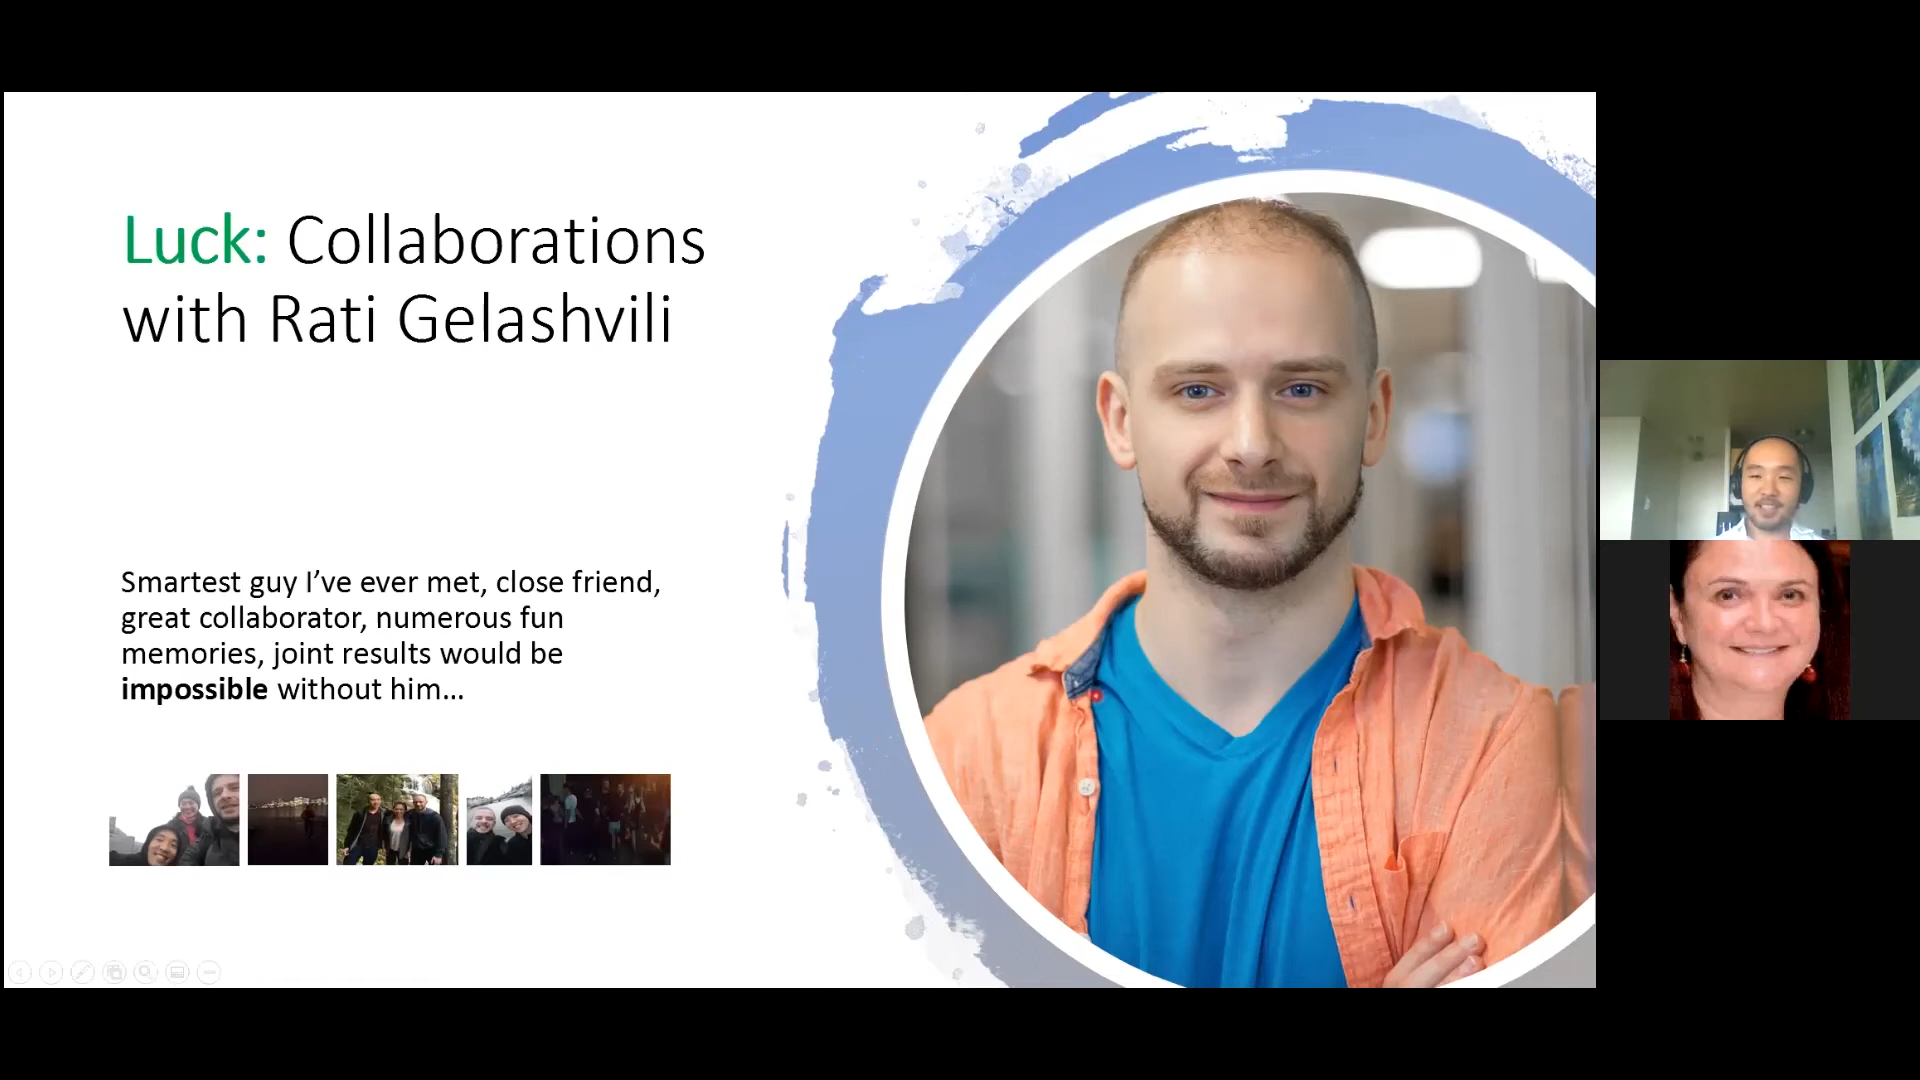 Luck: Collaborations
with Rati Gelashvili
Smartest guy I’ve ever met, close friend,
great collaborator, numerous fun
memories, joint results would be
impossible without him…